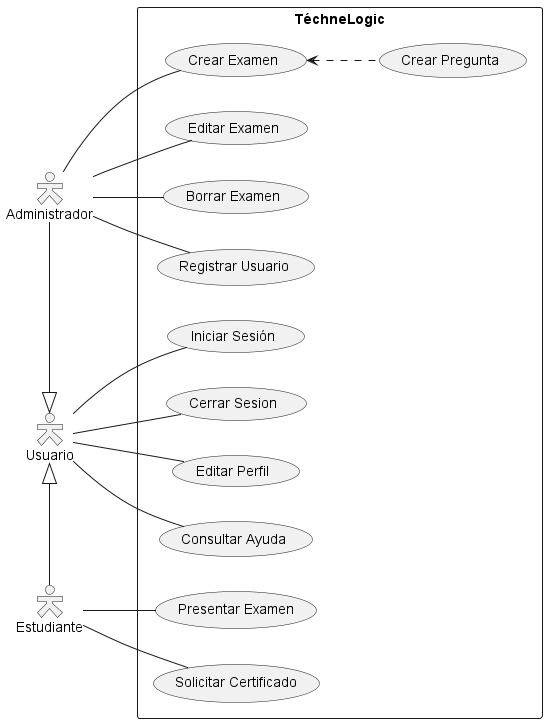 TéchneLogic
Crear Examen
Crear Pregunta
Editar Examen
Borrar Examen
Administrador
Registrar Usuario
Iniciar Sesión
Cerrar Sesion
Usuario
Editar Perfil
Consultar Ayuda
Presentar Examen
Estudiante
Solicitar Certificado